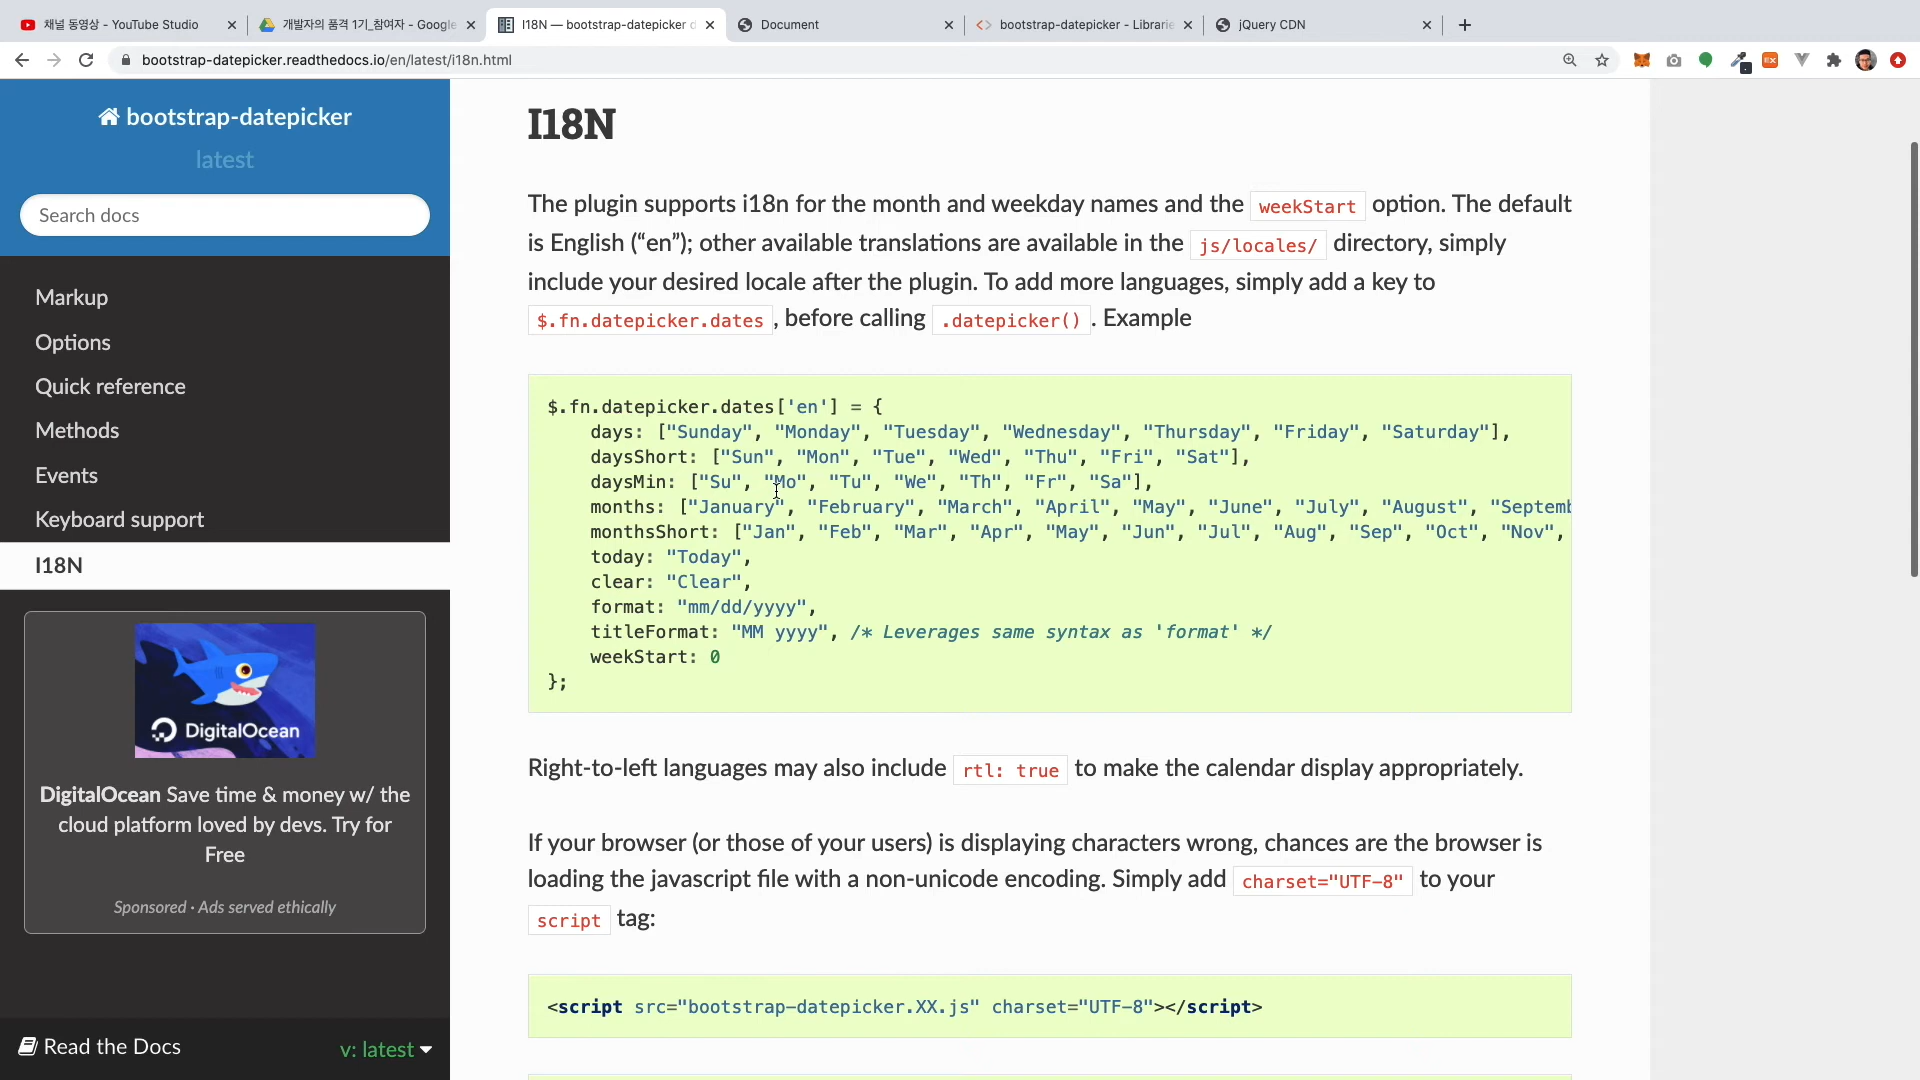 채널 동영상 - YouTube Studio
개발자의 품격 1기_참여자 - Google
I18N — bootstrap-datepicker d
Document
bootstrap-datepicker - Librarie
jQuery CDN
bootstrap-datepicker.readthedocs.io/en/latest/i18n.html
bootstrap-datepicker
latest
Search docs
Markup
Options
Quick reference
Methods
Events
Keyboard support
I18N
DigitalOcean
DigitalOcean Save time & money w/ the
cloud platform loved by devs. Try for
Free
Sponsored · Ads served ethically
Read the Docs
v: latest
I18N
The plugin supports i18n for the month and weekday names and the weekStart option. The default
is English (“en”); other available translations are available in the js/locales/ directory, simply
include your desired locale after the plugin. To add more languages, simply add a key to
$.fn.datepicker.dates , before calling .datepicker() . Example
$.fn.datepicker.dates['en'] = {
days: ["Sunday", "Monday", "Tuesday", "Wednesday", "Thursday", "Friday", "Saturday"],
daysShort: ["Sun", "Mon", "Tue", "Wed", "Thu", "Fri", "Sat"],
daysMin: ["Su", "Mo", "Tu", "We", "Th", "Fr", "Sa"],
months: ["January", "February", "March", "April", "May", "June", "July", "August", "Septemb
monthsShort: ["Jan", "Feb", "Mar", "Apr", "May", "Jun", "Jul", "Aug", "Sep", "Oct", "Nov",
today: "Today",
clear: "Clear",
format: "mm/dd/yyyy",
titleFormat: "MM yyyy", /* Leverages same syntax as 'format' */
weekStart: 0
};
Right-to-left languages may also include rtl: true to make the calendar display appropriately.
If your browser (or those of your users) is displaying characters wrong, chances are the browser is
loading the javascript file with a non-unicode encoding. Simply add charset="UTF-8" to your
script tag:
<script src="bootstrap-datepicker.XX.js" charset="UTF-8"></script>